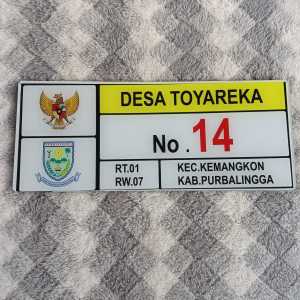 DESA TOYAREKA
No . 14
RT.01
RW.07
KEC.KEMANGKON
KAB.PURBALINGGA